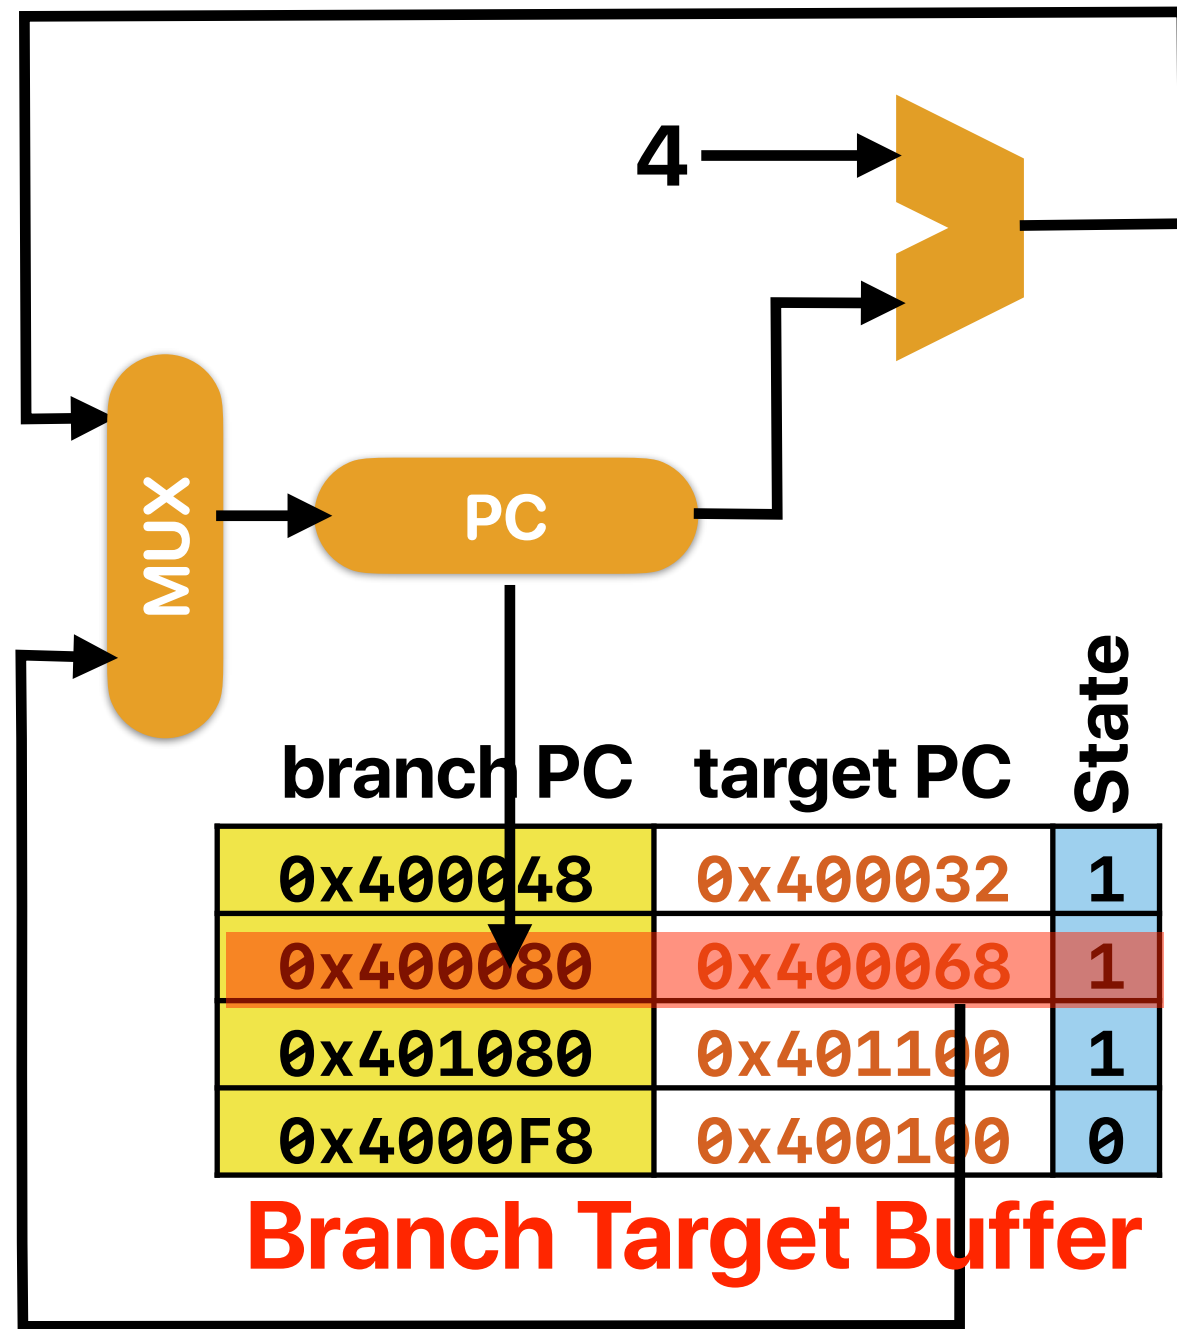 4
MUX
PC
branch PC target PC State
0x400048 0x400032 1
0x400080 0x400068 1
0x401080 0x401100 1
0x4000F8 0x400100 0
Branch Target Buffer